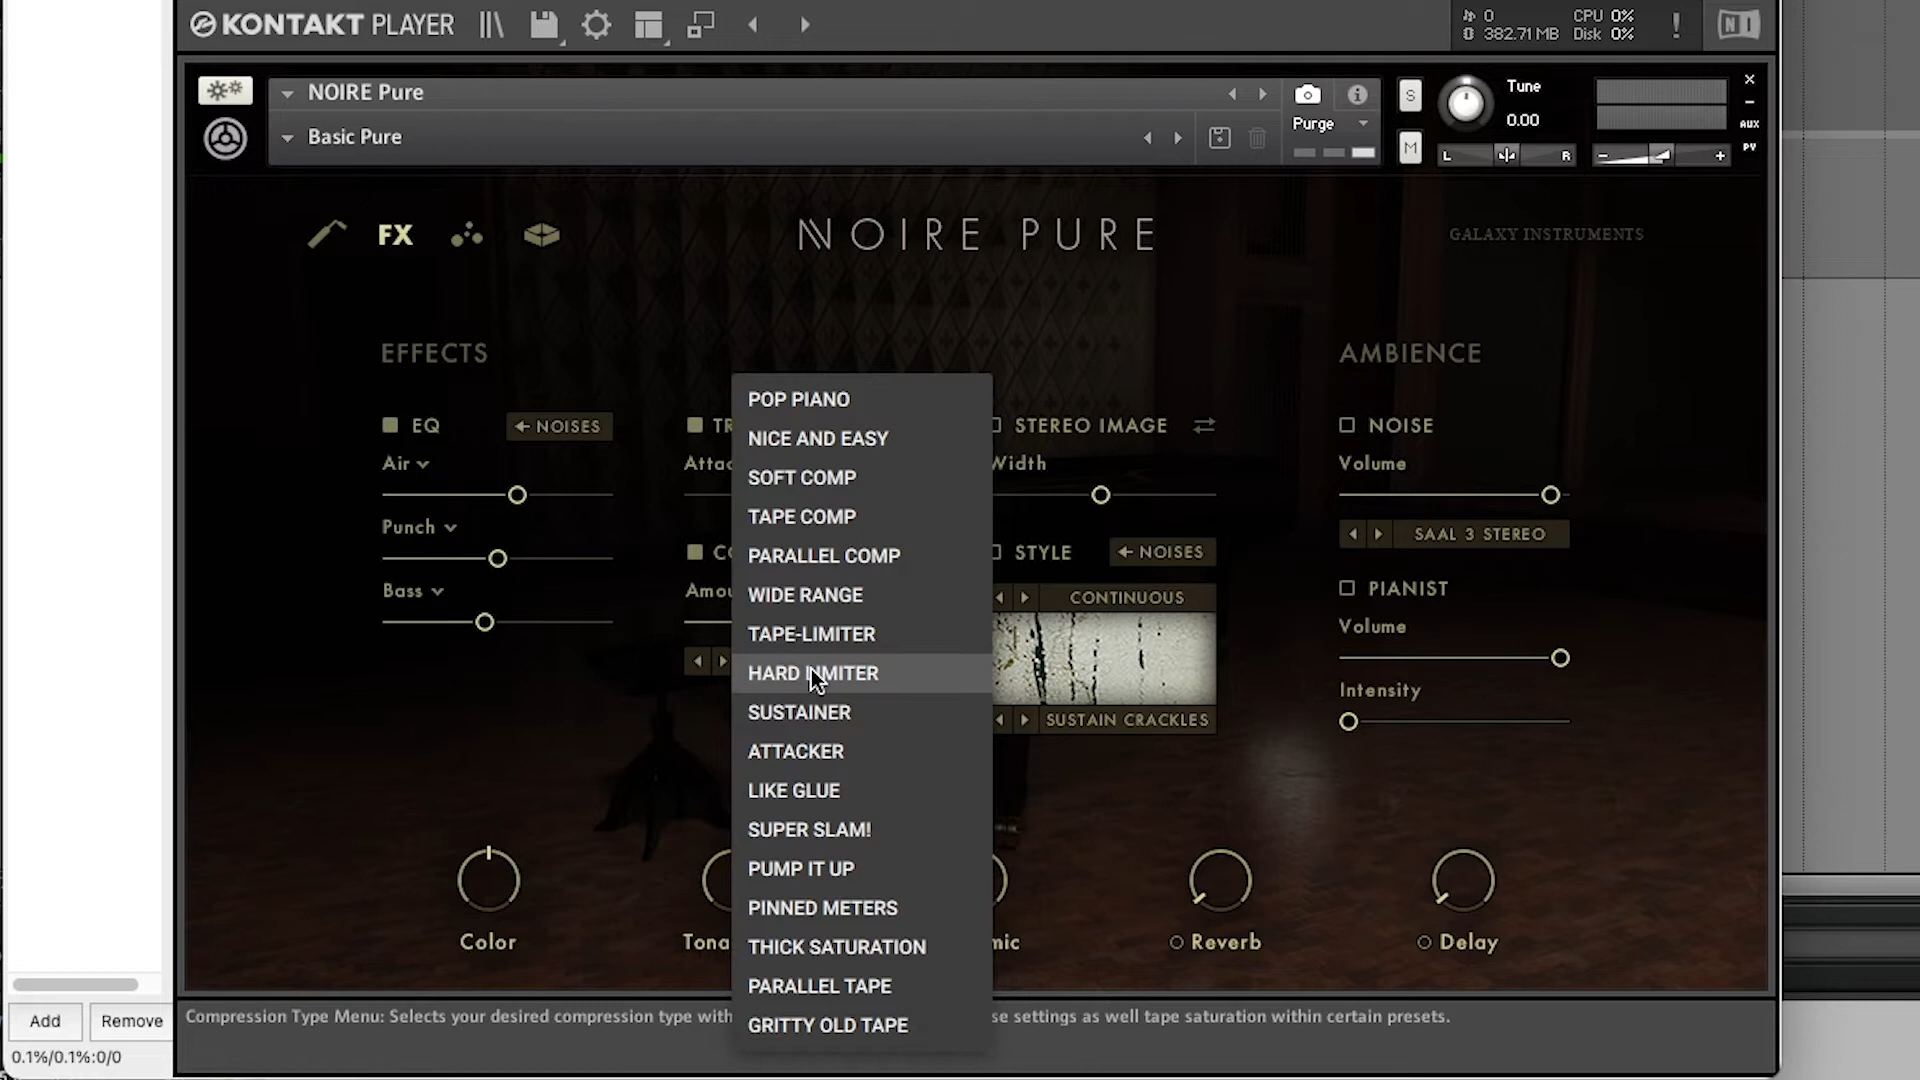 KONTAKT PLAYER
0
382.71 MB
CPU 0%
Disk 0%
!
NI
NOIRE Pure
Basic Pure
Purge
S
M
Tune
0.00
L
R
AUX
PV
FX
NOIRE PURE
GALAXY INSTRUMENTS
EFFECTS
AMBIENCE
EQ
NOISES
Air
Punch
Bass
TR
Attac
CO
Amou
POP PIANO
NICE AND EASY
SOFT COMP
TAPE COMP
PARALLEL COMP
WIDE RANGE
TAPE-LIMITER
HARD LIMITER
SUSTAINER
ATTACKER
LIKE GLUE
SUPER SLAM!
PUMP IT UP
PINNED METERS
THICK SATURATION
PARALLEL TAPE
GRITTY OLD TAPE
STEREO IMAGE
Width
STYLE
NOISES
CONTINUOUS
SUSTAIN CRACKLES
NOISE
Volume
SAAL 3 STEREO
PIANIST
Volume
Intensity
Color
Tona
mic
Reverb
Delay
Add
Remove
0.1%/0.1%:0/0
Compression Type Menu: Selects your desired compression type with
se settings as well tape saturation within certain presets.